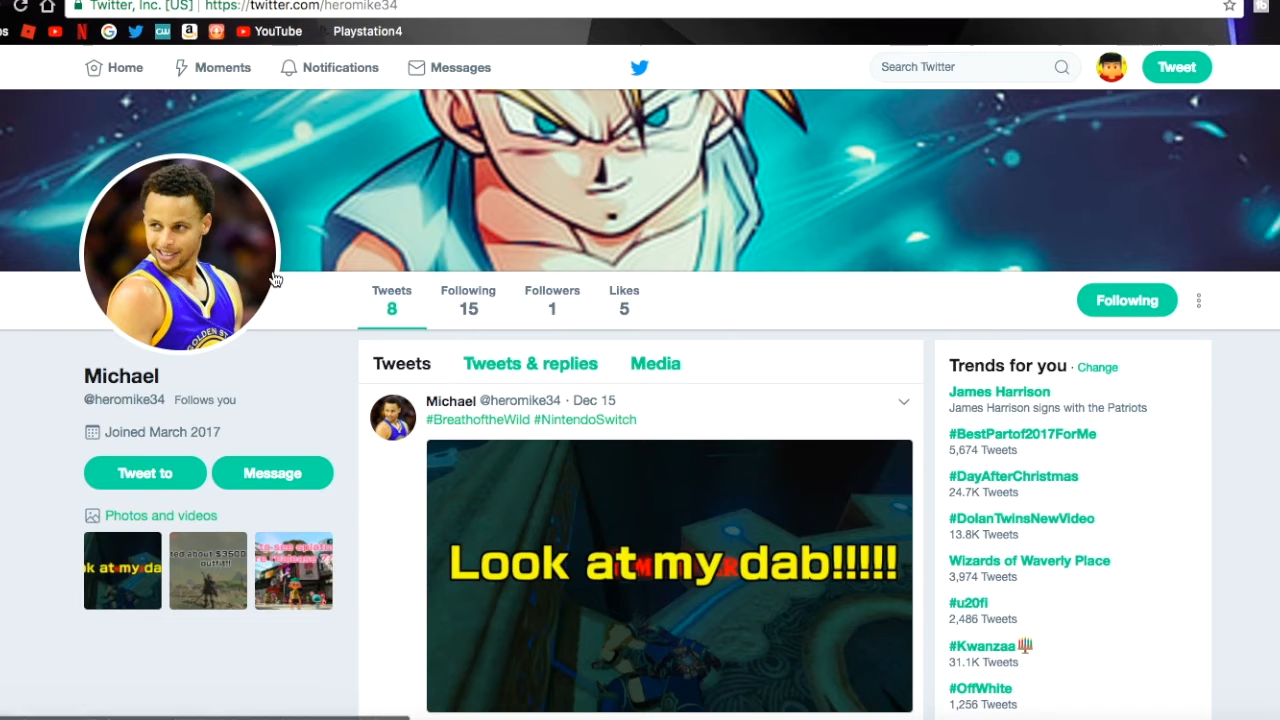 Twitter, Inc. [US] | https://twitter.com/heromike34
ps YouTube Playstation4
Home Moments Notifications Messages Search Twitter Tweet
GOLDEN ST
Tweets Following Followers Likes
8 15 1 5
Following
Michael
@heromike34 Follows you
Joined March 2017
Tweet to Message
Photos and videos
ok at my da
Tweets Tweets & replies Media
Michael @heromike34 · Dec 15
#BreathoftheWild #NintendoSwitch
Look at my dab!!!!!
Trends for you · Change
James Harrison
James Harrison signs with the Patriots
#BestPartof2017ForMe
5,674 Tweets
#DayAfterChristmas
24.7K Tweets
#DolanTwinsNewVideo
13.8K Tweets
Wizards of Waverly Place
3,974 Tweets
#u20fi
2,486 Tweets
#Kwanzaa
31.1K Tweets
#OffWhite
1,256 Tweets